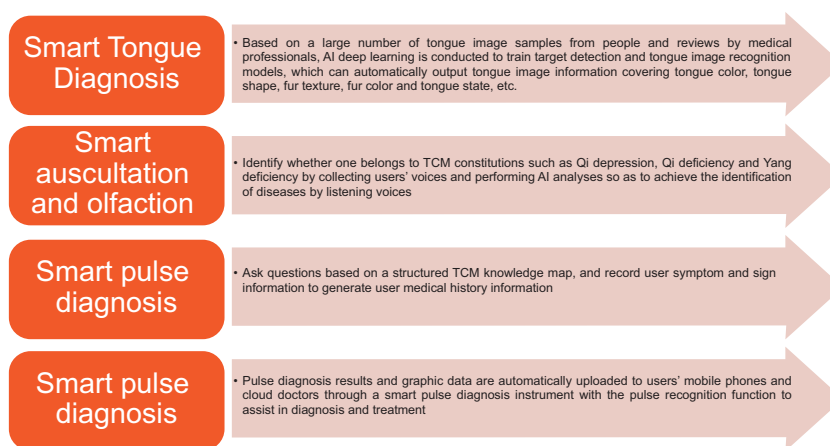 Smart Tongue
Diagnosis
• Based on a large number of tongue image samples from people and reviews by medical
professionals, AI deep learning is conducted to train target detection and tongue image recognition
models, which can automatically output tongue image information covering tongue color, tongue
shape, fur texture, fur color and tongue state, etc.
Smart
auscultation
and olfaction
• Identify whether one belongs to TCM constitutions such as Qi depression, Qi deficiency and Yang
deficiency by collecting users' voices and performing AI analyses so as to achieve the identification
of diseases by listening voices
Smart pulse
diagnosis
• Ask questions based on a structured TCM knowledge map, and record user symptom and sign
information to generate user medical history information
Smart pulse
diagnosis
• Pulse diagnosis results and graphic data are automatically uploaded to users' mobile phones and
cloud doctors through a smart pulse diagnosis instrument with the pulse recognition function to
assist in diagnosis and treatment